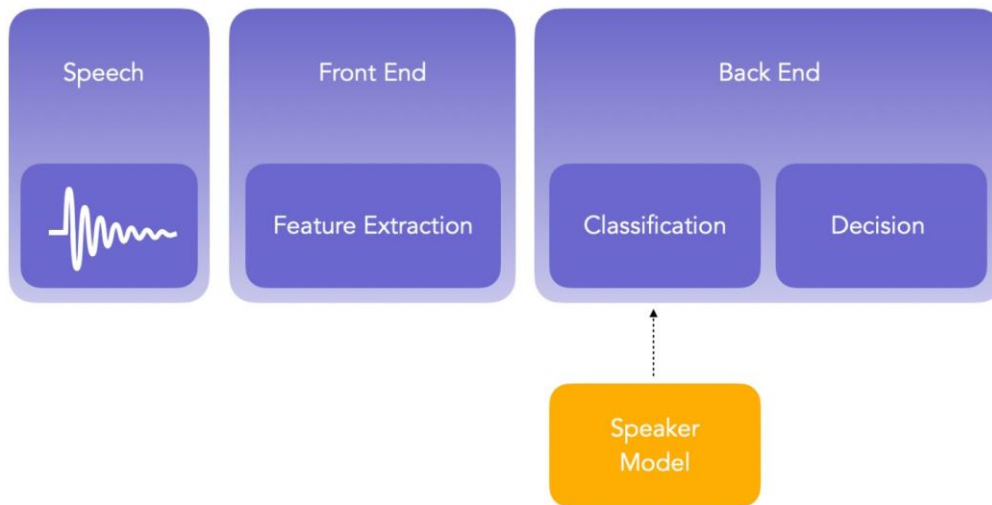 Speech
Front End
Back End
Feature Extraction
Classification
Decision
Speaker
Model